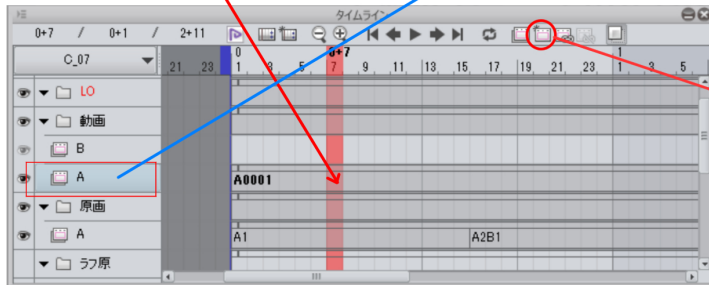 タイムライン
0+7 / 0+1 / 2+11
C_07
0 0+7 1
21 23 1 3 5 7 9 11 13 15 17 19 21 23 1 3 5
LO
動画
B
A A0001
原画
A A1 A2B1
ラフ原